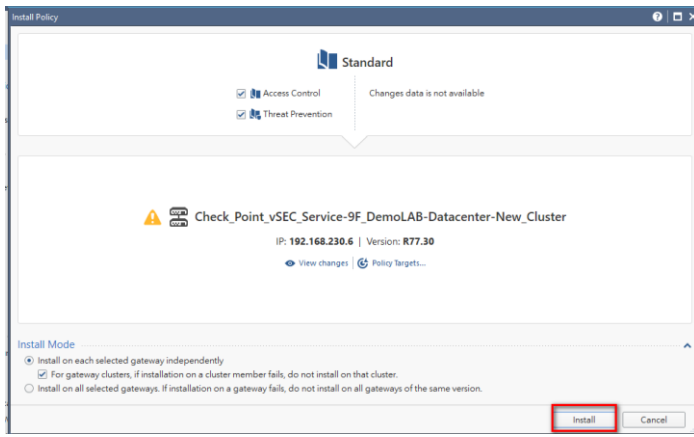 Install Policy
Standard
Access Control
Changes data is not available
Threat Prevention
Check_Point_vSEC_Service-9F_DemoLAB-Datacenter-New_Cluster
IP: 192.168.230.6 | Version: R77.30
View changes | Policy Targets...
Install Mode
Install on each selected gateway independently
For gateway clusters, if installation on a cluster member fails, do not install on that cluster.
Install on all selected gateways. If installation on a gateway fails, do not install on all gateways of the same version.
Install Cancel